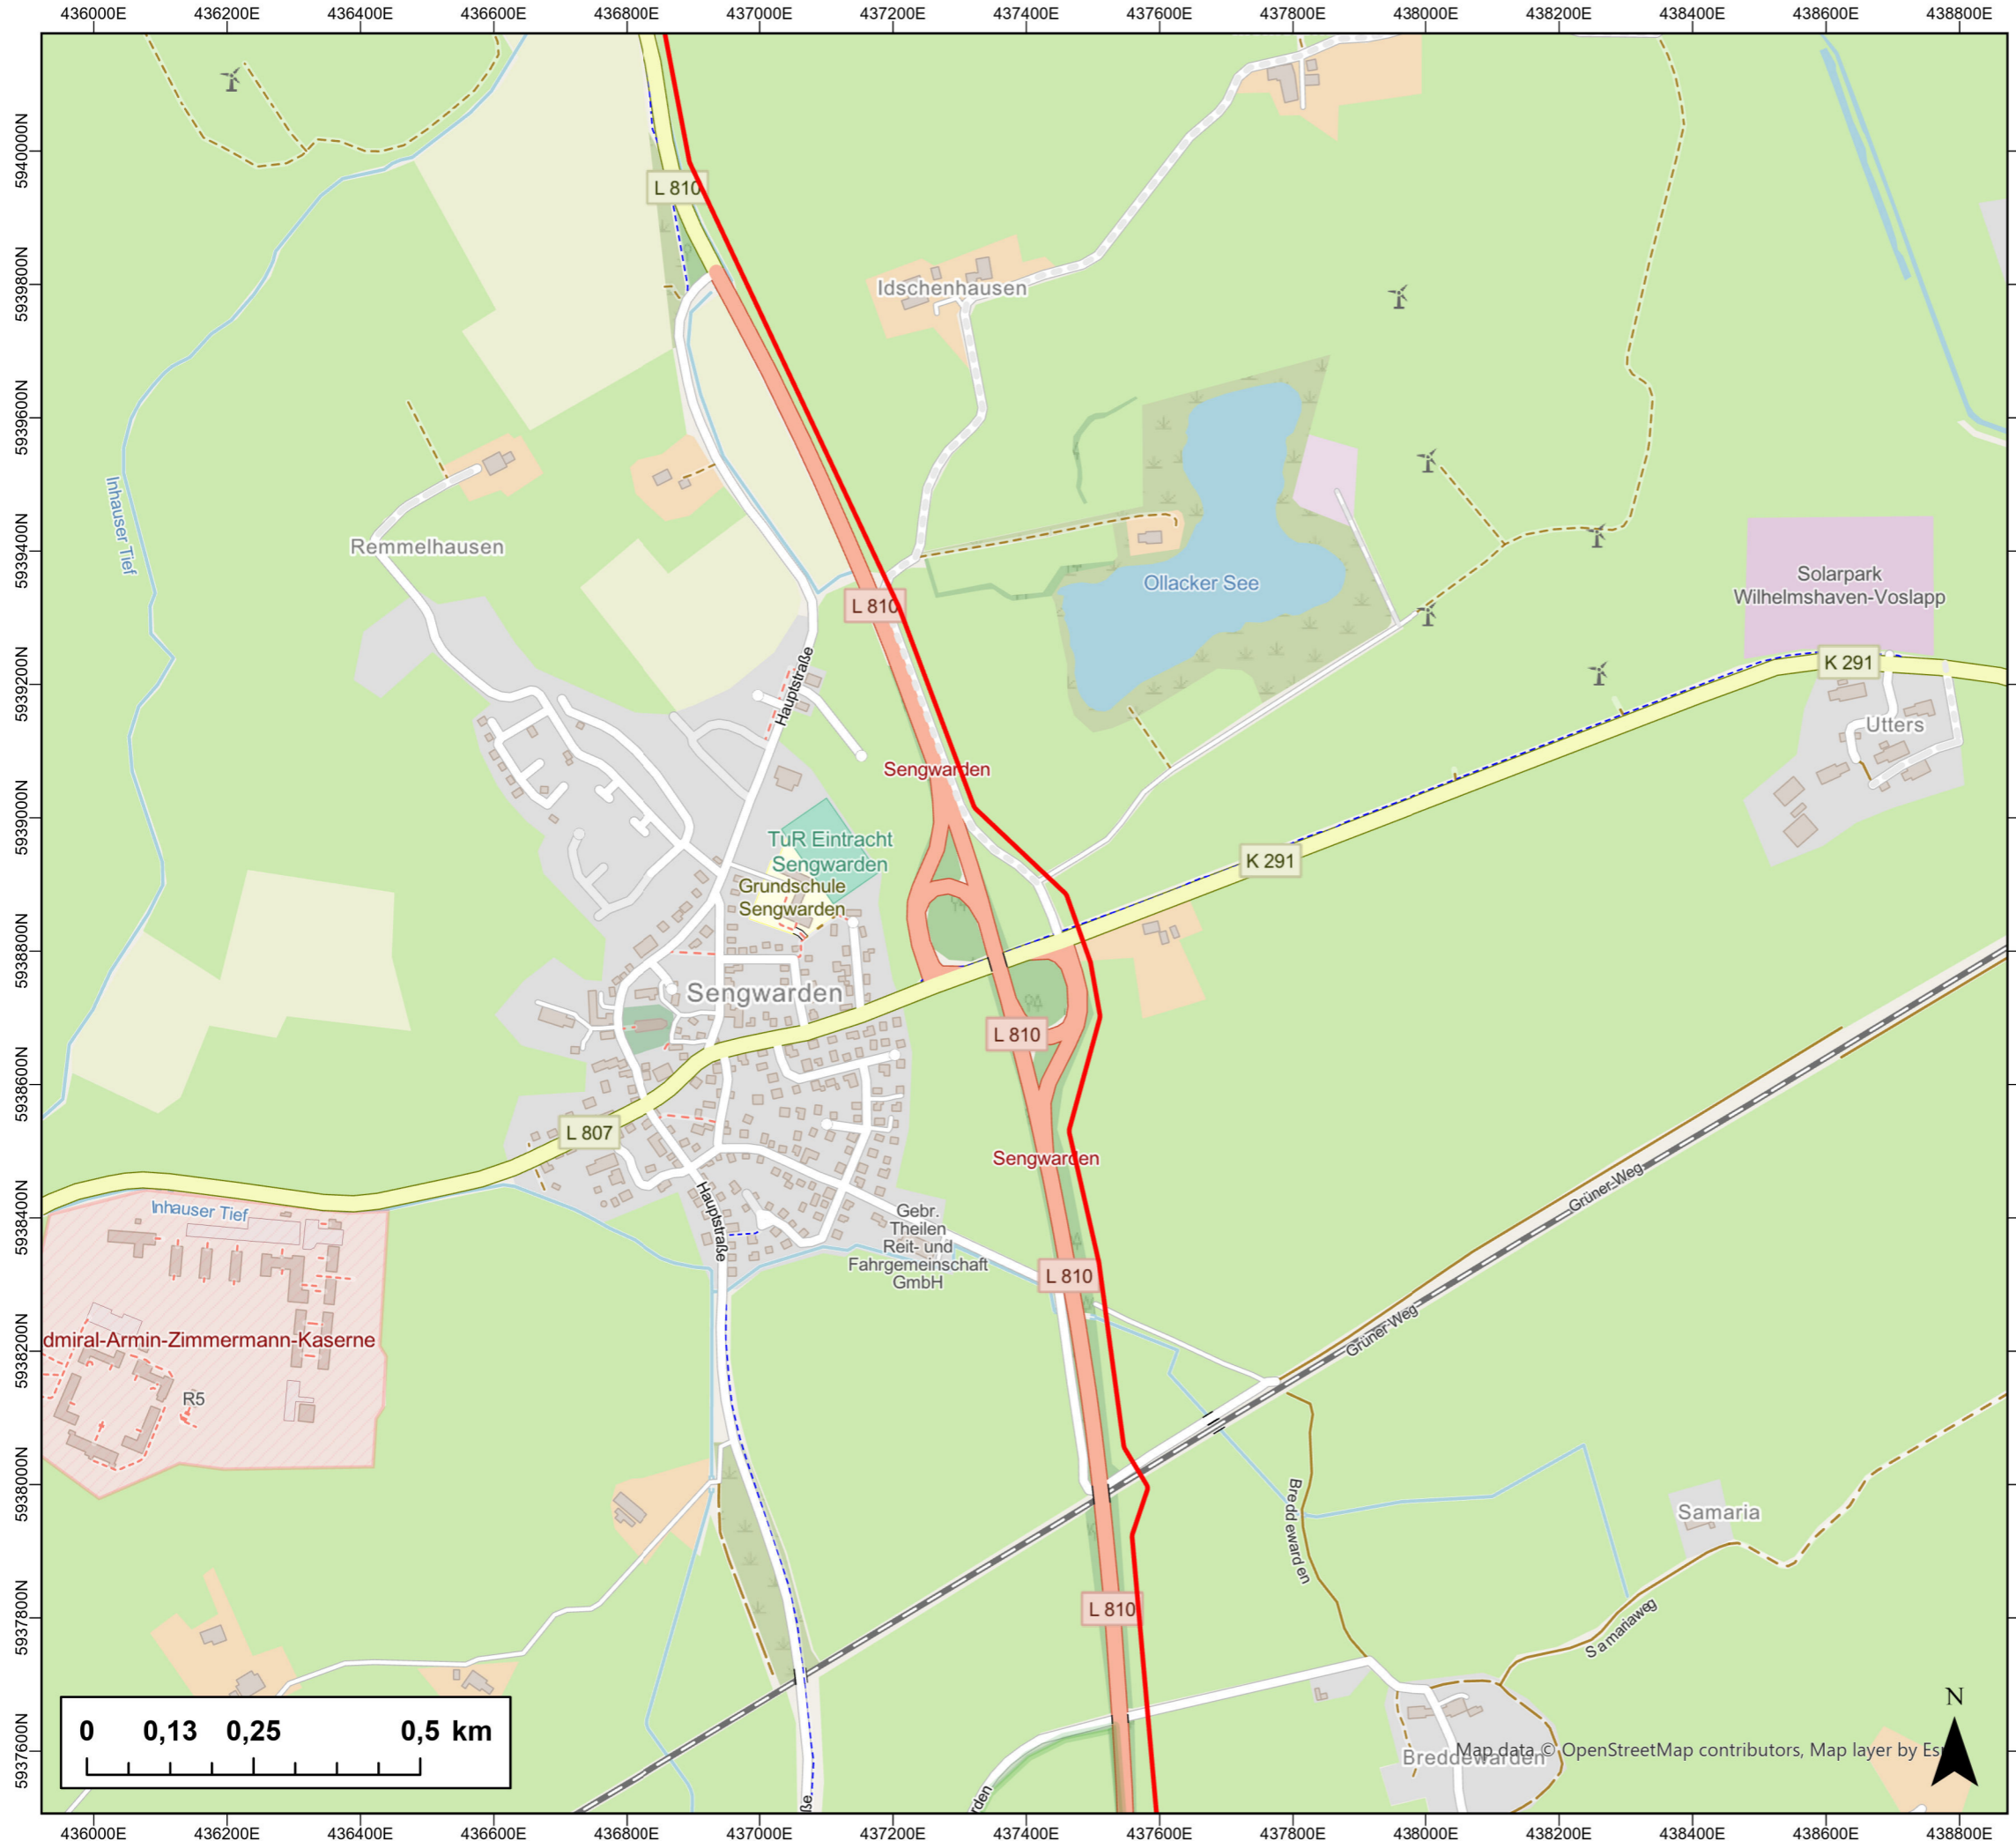 436000E 436200E 436400E 436600E 436800E 437000E 437200E 437400E 437600E 437800E 438000E 438200E 438400E 438600E 438800E
5940000N
5939800N
5939600N
5939400N
5939200N
5939000N
5938800N
5938600N
5938400N
5938200N
5938000N
5937800N
5937600N
L 810
Idschenhausen
Inhauser Tief
Remmelhausen
Ollacker See
Solarpark
Wilhelmshaven-Voslapp
L 810
K 291
Hauptstraße
Utters
Sengwarden
TuR Eintracht
Sengwarden
K 291
Grundschule
Sengwarden
Sengwarden
L 810
L 807
Sengwarden
Grüner-Weg
Hauptstraße
Inhauser Tief
Gebr.
Theilen
Reit- und
Fahrgemeinschaft
GmbH
L 810
Grüner-Weg
dmiral-Armin-Zimmermann-Kaserne
R5
Breddewarden
Samaria
L 810
Samariaweg
N
0 0,13 0,25 0,5 km
Breddewarden
Map data © OpenStreetMap contributors, Map layer by Es
ße
rden
436000E 436200E 436400E 436600E 436800E 437000E 437200E 437400E 437600E 437800E 438000E 438200E 438400E 438600E 438800E